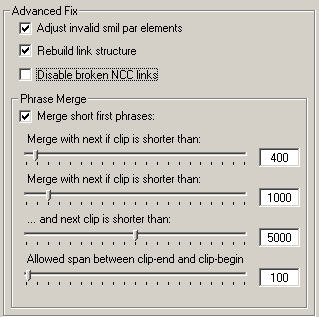 Advanced Fix
Adjust invalid smil par elements
Rebuild link structure
Disable broken NCC links
Phrase Merge
Merge short first phrases:
Merge with next if clip is shorter than:
400
Merge with next if clip is shorter than:
1000
... and next clip is shorter than:
5000
Allowed span between clip-end and clip-begin
100